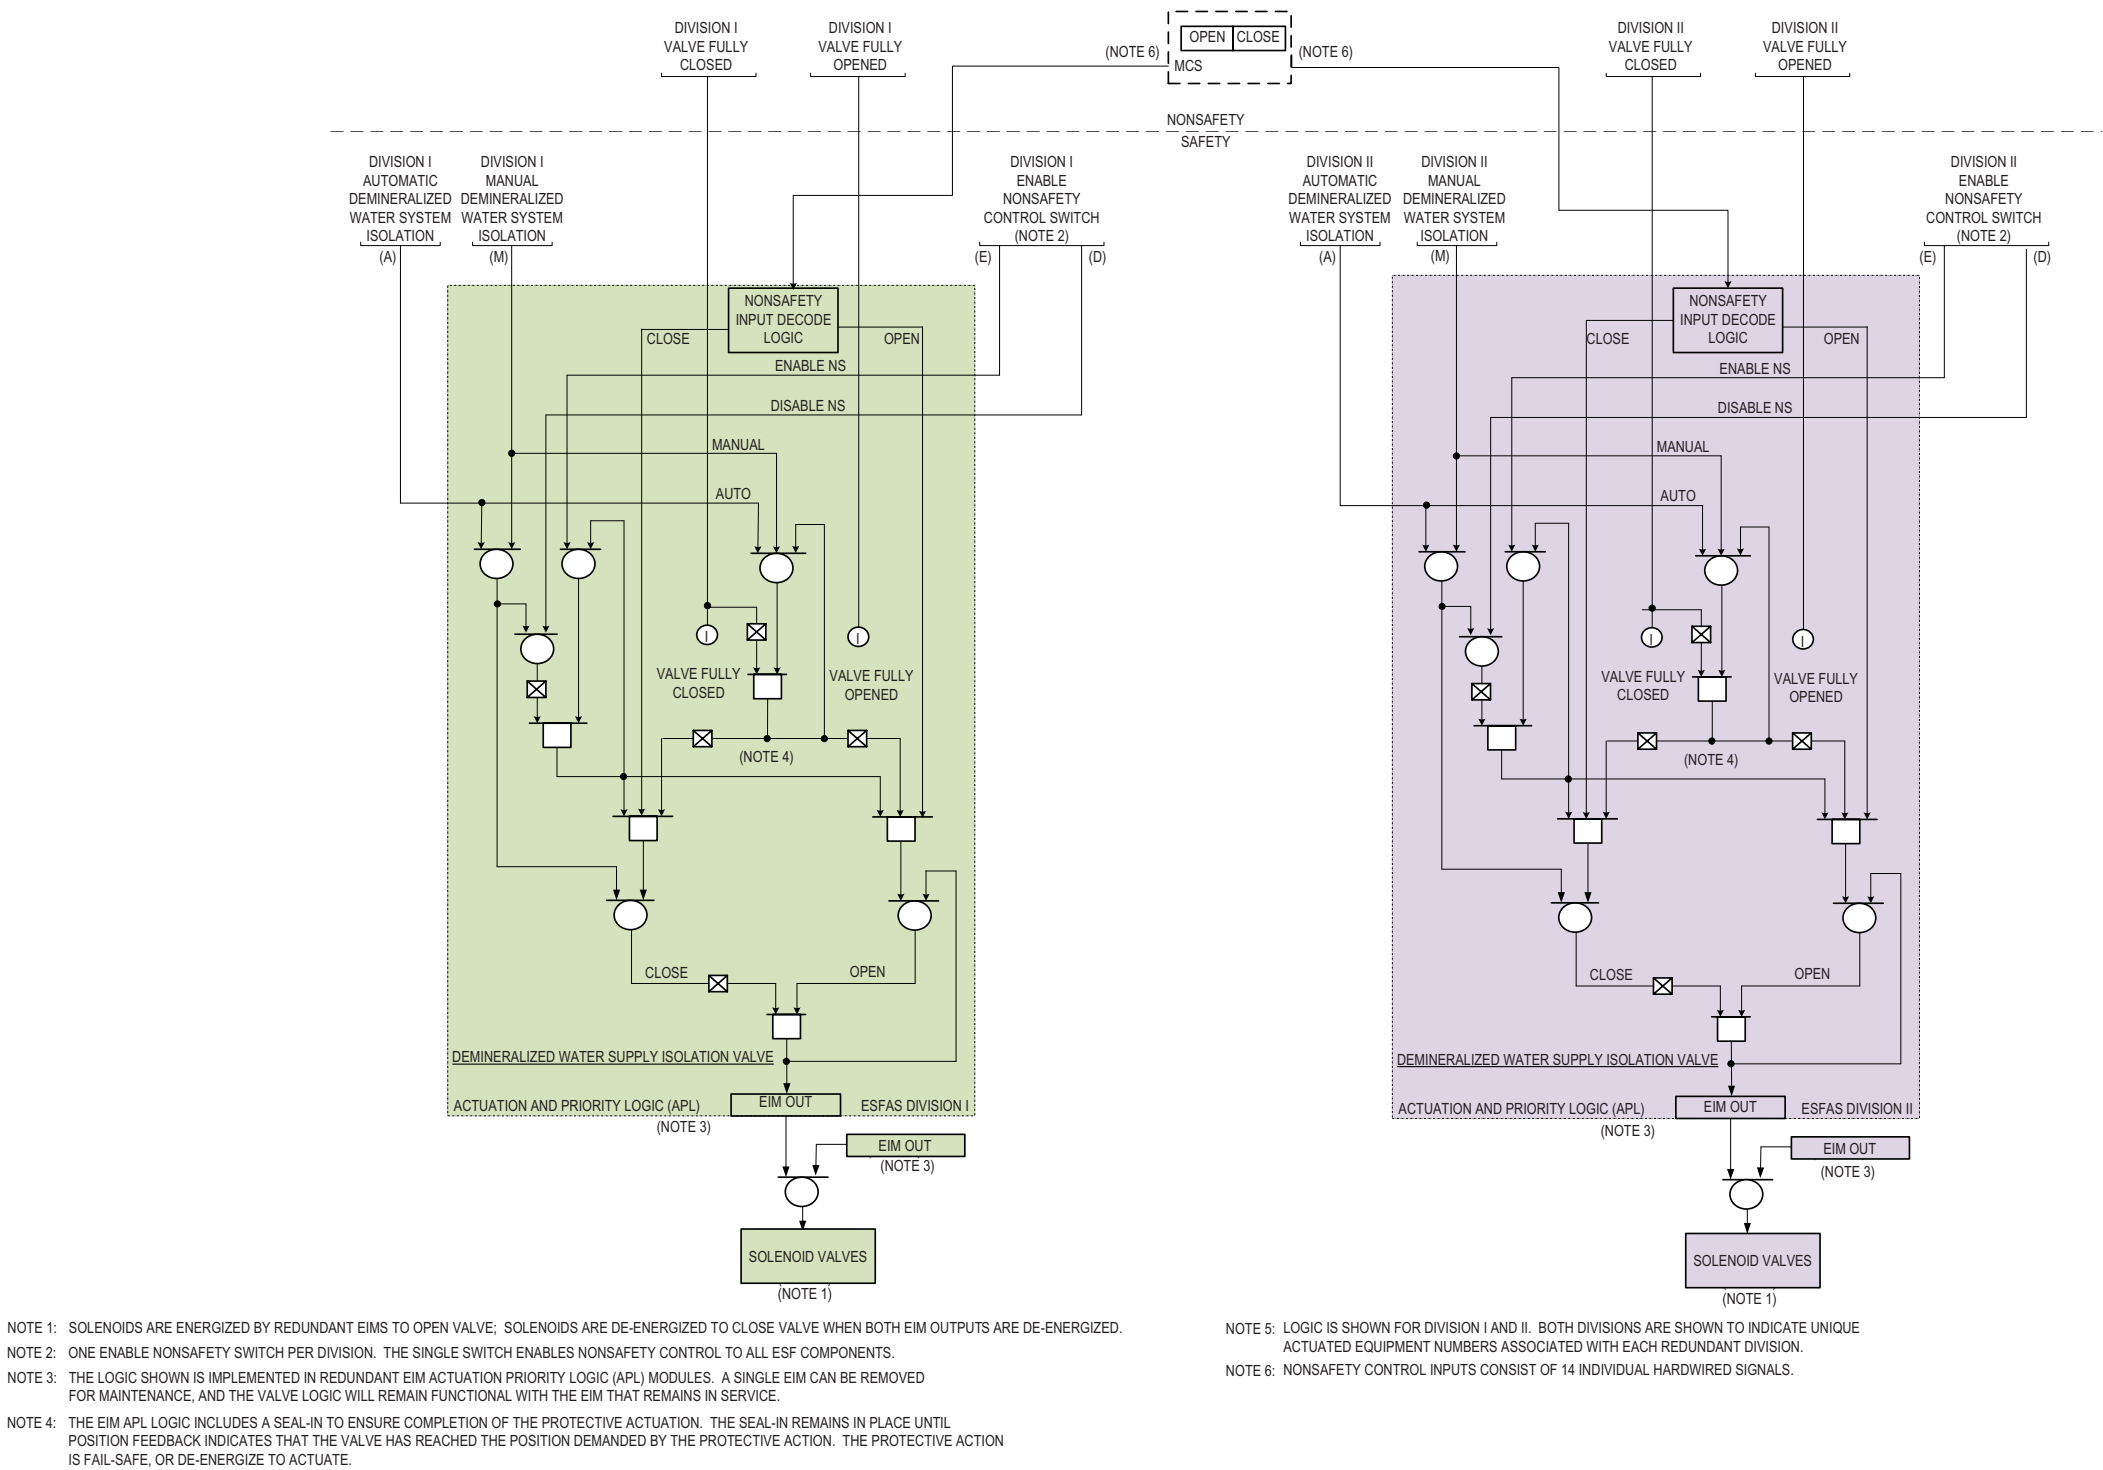 DIVISION I
VALVE FULLY
CLOSED
DIVISION I
VALVE FULLY
OPENED
(NOTE 6)
OPEN
CLOSE
MCS
(NOTE 6)
DIVISION II
VALVE FULLY
CLOSED
DIVISION II
VALVE FULLY
OPENED
NONSAFETY
SAFETY
DIVISION I
AUTOMATIC
DEMINERALIZED
WATER SYSTEM
ISOLATION
(A)
DIVISION I
MANUAL
DEMINERALIZED
WATER SYSTEM
ISOLATION
(M)
DIVISION I
ENABLE
NONSAFETY
CONTROL SWITCH
(NOTE 2)
(E)
(D)
NONSAFETY
INPUT DECODE
LOGIC
CLOSE
OPEN
ENABLE NS
DISABLE NS
MANUAL
AUTO
I
I
VALVE FULLY
CLOSED
VALVE FULLY
OPENED
(NOTE 4)
CLOSE
OPEN
DEMINERALIZED WATER SUPPLY ISOLATION VALVE
ACTUATION AND PRIORITY LOGIC (APL)
EIM OUT
ESFAS DIVISION I
(NOTE 3)
EIM OUT
(NOTE 3)
SOLENOID VALVES
(NOTE 1)
DIVISION II
AUTOMATIC
DEMINERALIZED
WATER SYSTEM
ISOLATION
(A)
DIVISION II
MANUAL
DEMINERALIZED
WATER SYSTEM
ISOLATION
(M)
DIVISION II
ENABLE
NONSAFETY
CONTROL SWITCH
(NOTE 2)
(E)
(D)
NONSAFETY
INPUT DECODE
LOGIC
CLOSE
OPEN
ENABLE NS
DISABLE NS
MANUAL
AUTO
I
I
VALVE FULLY
CLOSED
VALVE FULLY
OPENED
(NOTE 4)
CLOSE
OPEN
DEMINERALIZED WATER SUPPLY ISOLATION VALVE
ACTUATION AND PRIORITY LOGIC (APL)
EIM OUT
ESFAS DIVISION II
(NOTE 3)
EIM OUT
(NOTE 3)
SOLENOID VALVES
(NOTE 1)
NOTE 1: SOLENOIDS ARE ENERGIZED BY REDUNDANT EIMS TO OPEN VALVE; SOLENOIDS ARE DE-ENERGIZED TO CLOSE VALVE WHEN BOTH EIM OUTPUTS ARE DE-ENERGIZED.
NOTE 2: ONE ENABLE NONSAFETY SWITCH PER DIVISION. THE SINGLE SWITCH ENABLES NONSAFETY CONTROL TO ALL ESF COMPONENTS.
NOTE 3: THE LOGIC SHOWN IS IMPLEMENTED IN REDUNDANT EIM ACTUATION PRIORITY LOGIC (APL) MODULES. A SINGLE EIM CAN BE REMOVED
FOR MAINTENANCE, AND THE VALVE LOGIC WILL REMAIN FUNCTIONAL WITH THE EIM THAT REMAINS IN SERVICE.
NOTE 4: THE EIM APL LOGIC INCLUDES A SEAL-IN TO ENSURE COMPLETION OF THE PROTECTIVE ACTUATION. THE SEAL-IN REMAINS IN PLACE UNTIL
POSITION FEEDBACK INDICATES THAT THE VALVE HAS REACHED THE POSITION DEMANDED BY THE PROTECTIVE ACTION. THE PROTECTIVE ACTION
IS FAIL-SAFE, OR DE-ENERGIZE TO ACTUATE.
NOTE 5: LOGIC IS SHOWN FOR DIVISION I AND II. BOTH DIVISIONS ARE SHOWN TO INDICATE UNIQUE
ACTUATED EQUIPMENT NUMBERS ASSOCIATED WITH EACH REDUNDANT DIVISION.
NOTE 6: NONSAFETY CONTROL INPUTS CONSIST OF 14 INDIVIDUAL HARDWIRED SIGNALS.